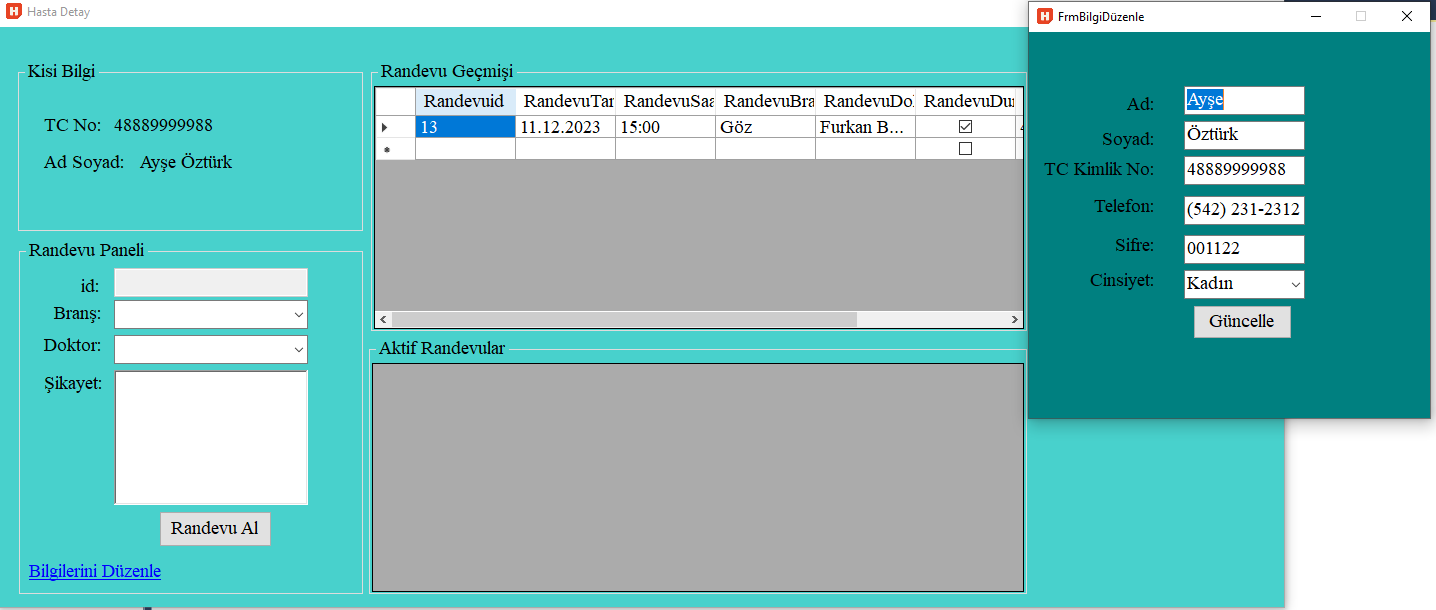 Hasta Detay
Kisi Bilgi
TC No: 48889999988
Ad Soyad: Ayşe Öztürk
Randevu Paneli
id:
Branş:
Doktor:
Şikayet:
Randevu Al
Bilgilerini Düzenle
Randevu Geçmişi
Randevuid RandevuTar RandevuSaa RandevuBra RandevuDo RandevuDu
13 11.12.2023 15:00 Göz Furkan B...
Aktif Randevular
FrmBilgiDüzenle
Ad: Ayşe
Soyad: Öztürk
TC Kimlik No: 48889999988
Telefon: (542) 231-2312
Sifre: 001122
Cinsiyet: Kadın
Güncelle